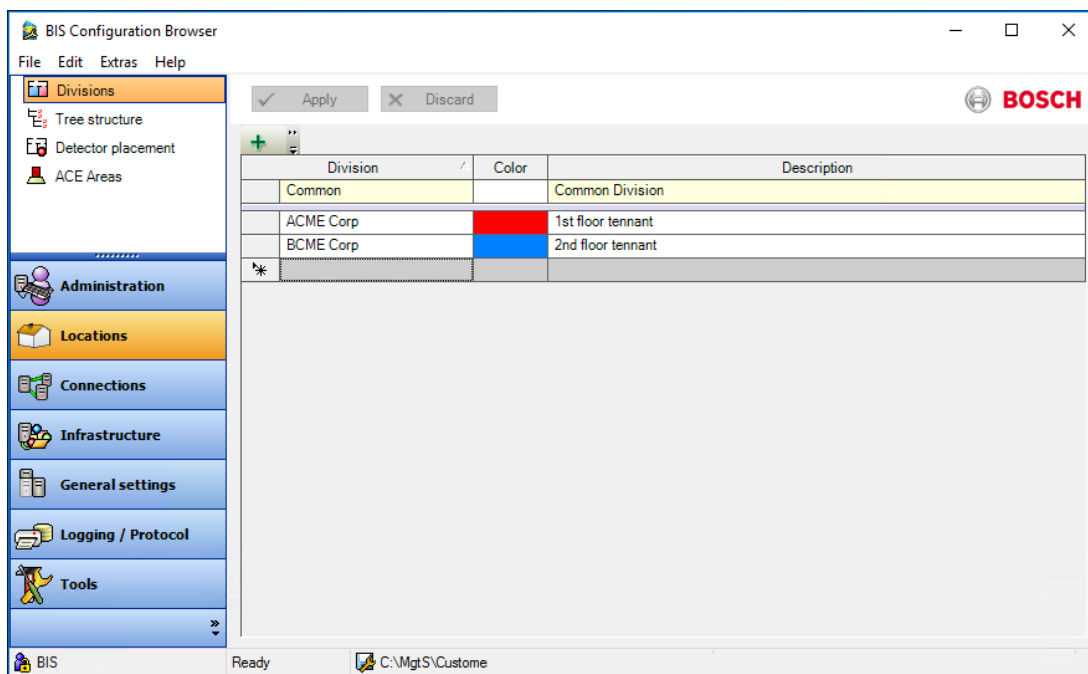 BIS Configuration Browser
File Edit Extras Help
Divisions
Tree structure
Detector placement
ACE Areas
Apply Discard
BOSCH
Division Color Description
Common Common Division
ACME Corp 1st floor tennant
BCME Corp 2nd floor tennant
Administration
Locations
Connections
Infrastructure
General settings
Logging / Protocol
Tools
BIS Ready C:\MgtS\Custome